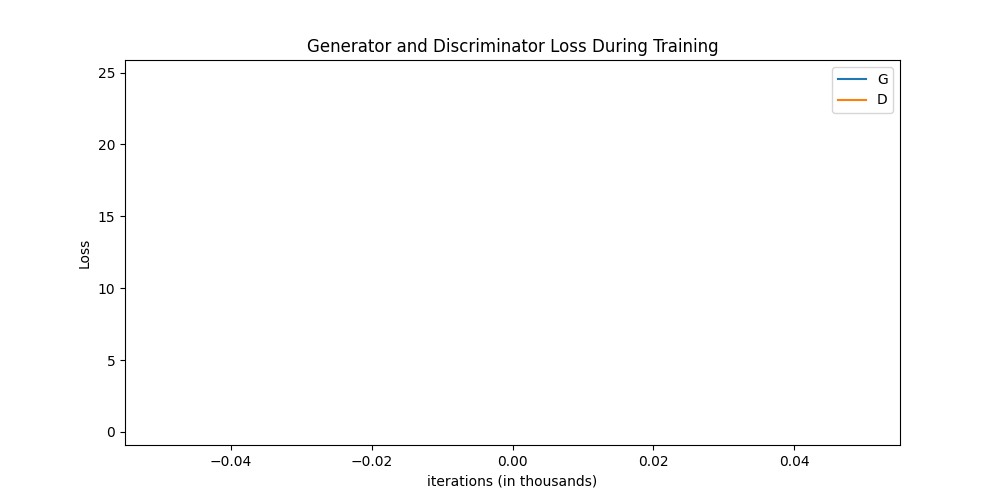 Generator and Discriminator Loss During Training
G
D
25
20
15
10
5
0
Loss
−0.04 −0.02 0.00 0.02 0.04
iterations (in thousands)